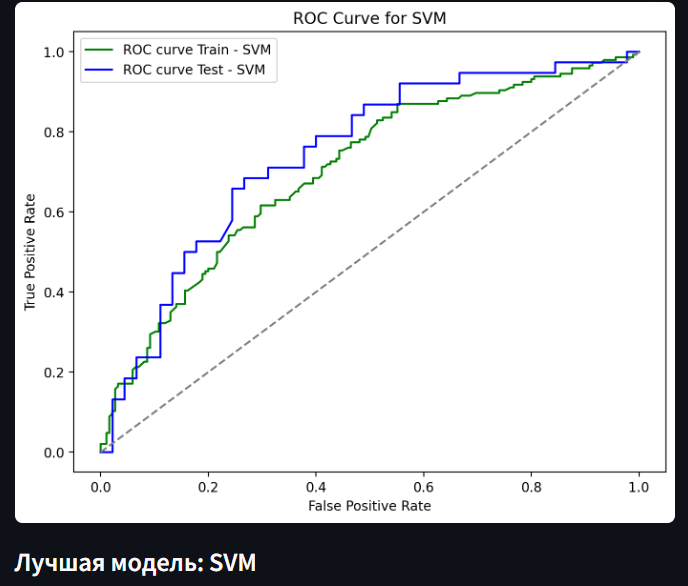 ROC Curve for SVM
ROC curve Train - SVM
ROC curve Test - SVM
1.0
0.8
0.6
0.4
0.2
0.0
True Positive Rate
0.0 0.2 0.4 0.6 0.8 1.0
False Positive Rate
Лучшая модель: SVM